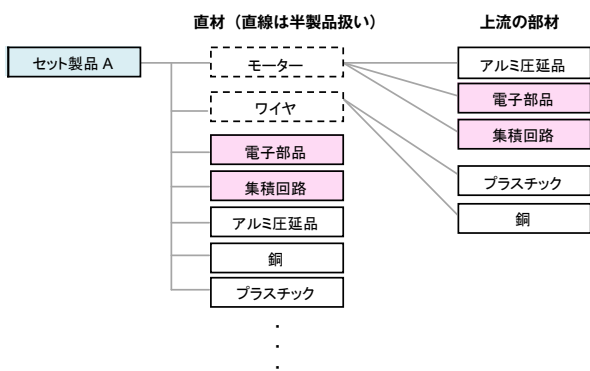 直材（直線は半製品扱い） 上流の部材
セット製品 A
モーター
ワイヤ
電子部品
集積回路
アルミ圧延品
銅
プラスチック
・
・
・
アルミ圧延品
電子部品
集積回路
プラスチック
銅